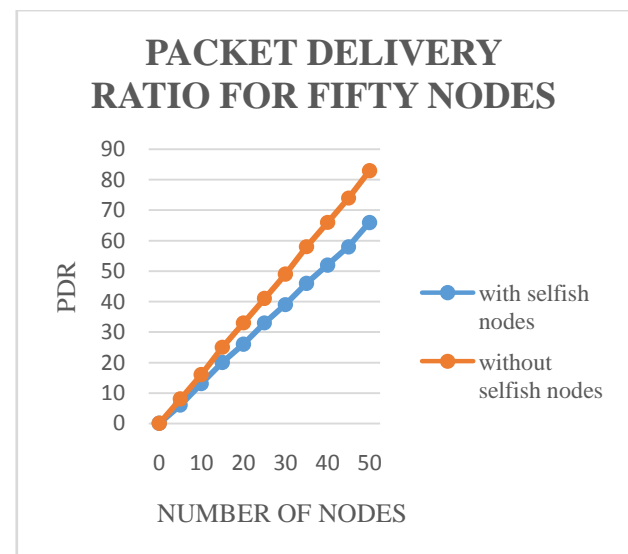 PACKET DELIVERY
RATIO FOR FIFTY NODES
90
80
70
60
50
40
30
20
10
0
PDR
0 10 20 30 40 50
NUMBER OF NODES
with selfish
nodes
without
selfish nodes